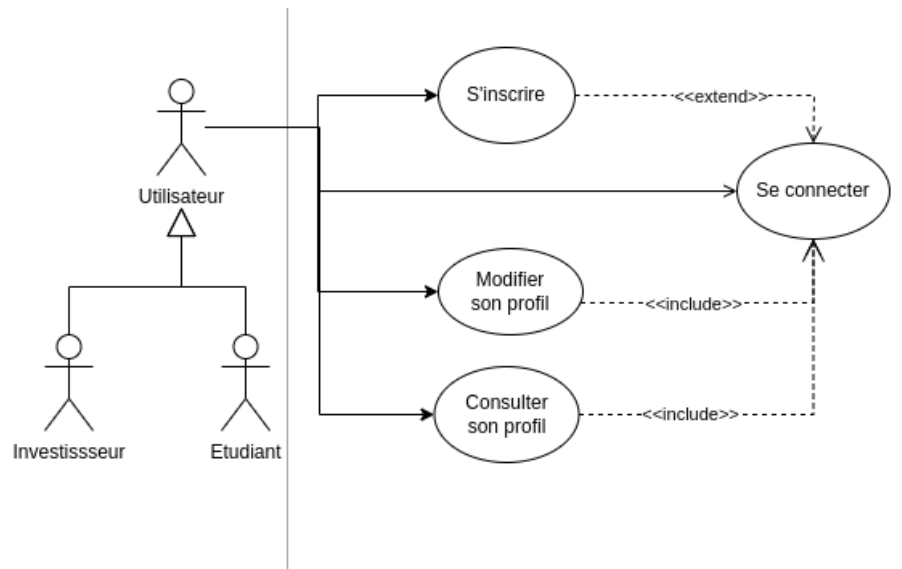 S'inscrire
<<extend>>
Utilisateur
Se connecter
Modifier
son profil
<<include>>
Consulter
son profil
<<include>>
Investissseur
Etudiant